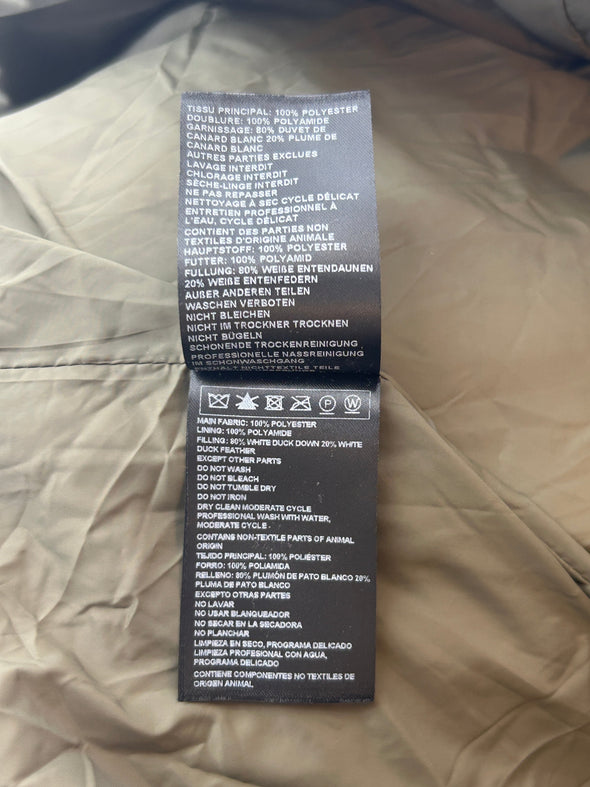 TISSU PRINCIPAL: 100% POLYESTER
DOUBLURE: 100% POLYAMIDE
GARNISSAGE: 80% DUVET DE
CANARD BLANC 20% PLUME DE
CANARD BLANC
AUTRES PARTIES EXCLUES
LAVAGE INTERDIT
CHLORAGE INTERDIT
SÈCHE-LINGE INTERDIT
NE PAS REPASSER
NETTOYAGE À SEC CYCLE DÉLICAT
ENTRETIEN PROFESSIONNEL À
L'EAU, CYCLE DÉLICAT
CONTIENT DES PARTIES NON
TEXTILES D'ORIGINE ANIMALE
HAUPTSTOFF: 100% POLYESTER
FUTTER: 100% POLYAMID
FULLUNG: 80% WEIẞE ENTENDAUNEN
20% WEIẞE ENTENFEDERN
AUẞER ANDEREN TEILEN
WASCHEN VERBOTEN
NICHT BLEICHEN
NICHT IM TROCKNER TROCKNEN
NICHT BÜGELN
SCHONENDE TROCKENREINIGUNG
PROFESSIONELLE NASSREINIGUNG
IM SCHONWASCHGANG
ENTHÄLT NICHTTEXTILE TEILE
P W
MAIN FABRIC: 100% POLYESTER
LINING: 100% POLYAMIDE
FILLING: 80% WHITE DUCK DOWN 20% WHITE
DUCK FEATHER
EXCEPT OTHER PARTS
DO NOT WASH
DO NOT BLEACH
DO NOT TUMBLE DRY
DO NOT IRON
DRY CLEAN MODERATE CYCLE
PROFESSIONAL WASH WITH WATER,
MODERATE CYCLE
CONTAINS NON-TEXTILE PARTS OF ANIMAL
ORIGIN
TEJIDO PRINCIPAL: 100% POLIÉSTER
FORRO: 100% POLIAMIDA
RELLENO: 80% PLUMÓN DE PATO BLANCO 20%
PLUMA DE PATO BLANCO
EXCEPTO OTRAS PARTES
NO LAVAR
NO USAR BLANQUEADOR
NO SECAR EN LA SECADORA
NO PLANCHAR
LIMPIEZA EN SECO, PROGRAMA DELICADO
LIMPIEZA PROFESIONAL CON AGUA,
PROGRAMA DELICADO
CONTIENE COMPONENTES NO TEXTILES DE
ORIGEN ANIMAL